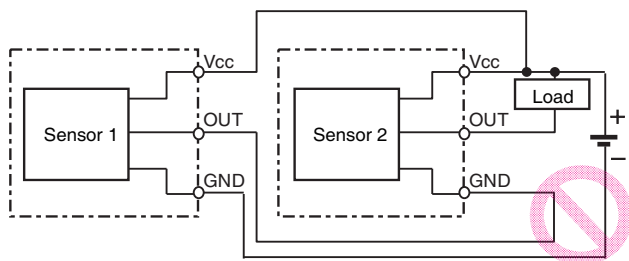 Vcc
Vcc
Sensor 1
OUT
Sensor 2
OUT
Load
+
−
GND
GND